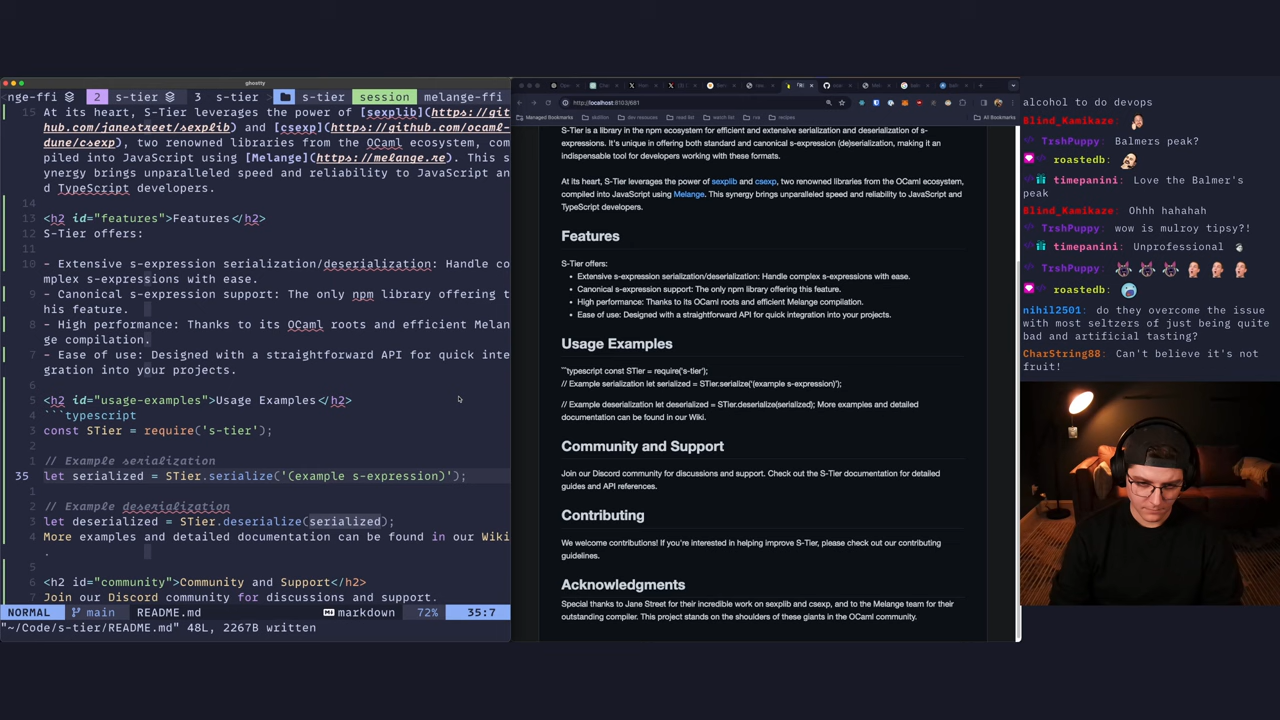 ghostty
nge-ffi 2 s-tier 3 s-tier s-tier session melange-ffi
15 At its heart, S-Tier leverages the power of [sexplib](https://git
hub.com/janestreet/sexplib) and [csexp](https://github.com/ocaml-
dune/csexp), two renowned libraries from the OCaml ecosystem, com
piled into JavaScript using [Melange](https://melange.re). This s
ynergy brings unparalleled speed and reliability to JavaScript an
d TypeScript developers.
14
13 <h2 id="features">Features</h2>
12 S-Tier offers:
11
10 - Extensive s-expression serialization/deserialization: Handle co
mplex s-expressions with ease.
9 - Canonical s-expression support: The only npm library offering t
his feature.
8 - High performance: Thanks to its OCaml roots and efficient Melan
ge compilation.
7 - Ease of use: Designed with a straightforward API for quick inte
gration into your projects.
6
5 <h2 id="usage-examples">Usage Examples</h2>
4 ```typescript
3 const STier = require('s-tier');
2
1 // Example serialization
35 let serialized = STier.serialize('(example s-expression)');
1
2 // Example deserialization
3 let deserialized = STier.deserialize(serialized);
4 More examples and detailed documentation can be found in our Wiki
.
5
6 <h2 id="community">Community and Support</h2>
7 Join our Discord community for discussions and support.
NORMAL main README.md markdown 72% 35:7
"~/Code/s-tier/README.md" 48L, 2267B written
http://localhost:8103/681
Managed Bookmarks skillion dev-resources read watch list rna recipes All Bookmarks
S-Tier is a library in the npm ecosystem for efficient and extensive serialization and deserialization of s-
expressions. It's unique in offering both standard and canonical s-expression (de)serialization, making it an
indispensable tool for developers working with these formats.
At its heart, S-Tier leverages the power of sexplib and csexp, two renowned libraries from the OCaml ecosystem,
compiled into JavaScript using Melange. This synergy brings unparalleled speed and reliability to JavaScript and
TypeScript developers.
Features
S-Tier offers:
• Extensive s-expression serialization/deserialization: Handle complex s-expressions with ease.
• Canonical s-expression support: The only npm library offering this feature.
• High performance: Thanks to its OCaml roots and efficient Melange compilation.
• Ease of use: Designed with a straightforward API for quick integration into your projects.
Usage Examples
```typescript const STier = require('s-tier');
// Example serialization let serialized = STier.serialize('(example s-expression)');
// Example deserialization let deserialized = STier.deserialize(serialized); More examples and detailed
documentation can be found in our Wiki.
Community and Support
Join our Discord community for discussions and support. Check out the S-Tier documentation for detailed
guides and API references.
Contributing
We welcome contributions! If you're interested in helping improve S-Tier, please check out our contributing
guidelines.
Acknowledgments
Special thanks to Jane Street for their incredible work on sexplib and csexp, and to the Melange team for their
outstanding compiler. This project stands on the shoulders of these giants in the OCaml community.
alcohol to do devops
Blind_Kamikaze:
TrshPuppy: Balmers peak?
roastedb:
timepanini: Love the Balmer's
peak
Blind_Kamikaze: Ohhh hahahah
TrshPuppy: wow is mulroy tipsy?!
timepanini: Unprofessional
TrshPuppy:
roastedb:
nihil2501: do they overcome the issue
with most seltzers of just being quite
bad and artificial tasting?
CharString88: Can't believe it's not
fruit!